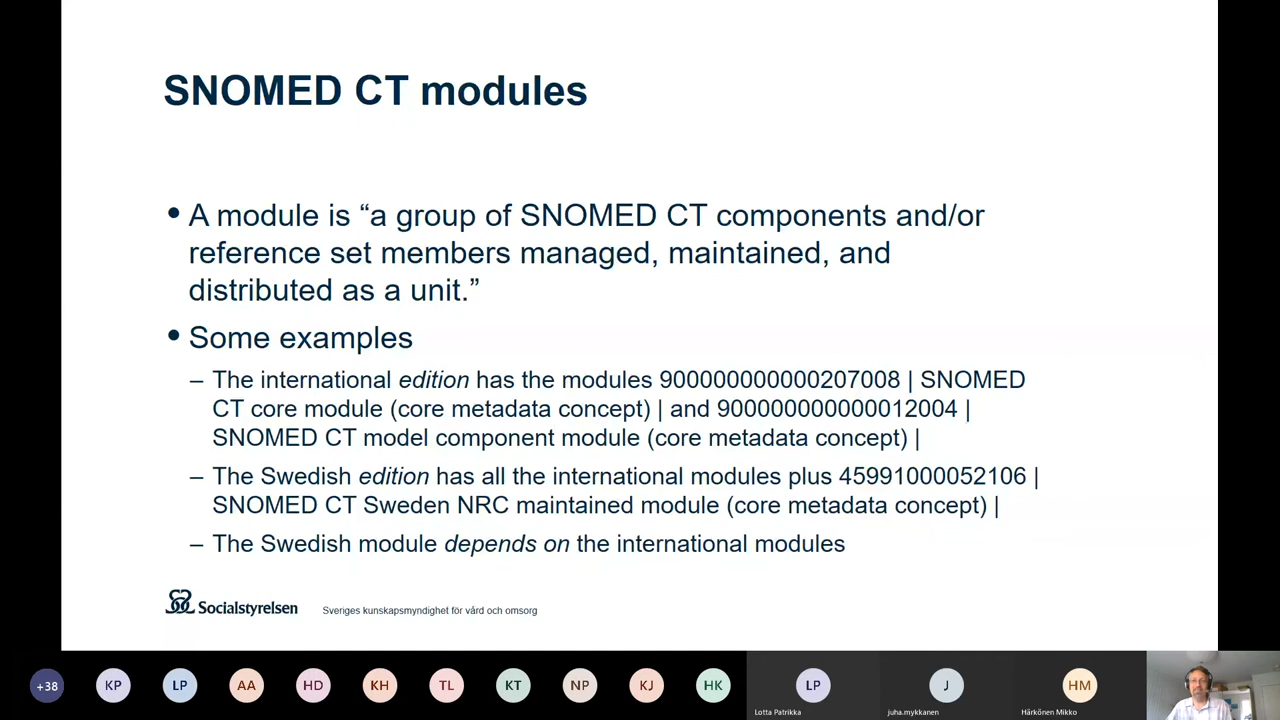 SNOMED CT modules
• A module is “a group of SNOMED CT components and/or
reference set members managed, maintained, and
distributed as a unit.”
• Some examples
– The international edition has the modules 900000000000207008 | SNOMED
CT core module (core metadata concept) | and 900000000000012004 |
SNOMED CT model component module (core metadata concept) |
– The Swedish edition has all the international modules plus 45991000052106 |
SNOMED CT Sweden NRC maintained module (core metadata concept) |
– The Swedish module depends on the international modules
Socialstyrelsen
Sveriges kunskapsmyndighet för vård och omsorg
+38
KP
LP
AA
HD
KH
TL
KT
NP
KJ
HK
LP
J
HM
Lotta Patrikka
juha.mykkanen
Härkönen Mikko